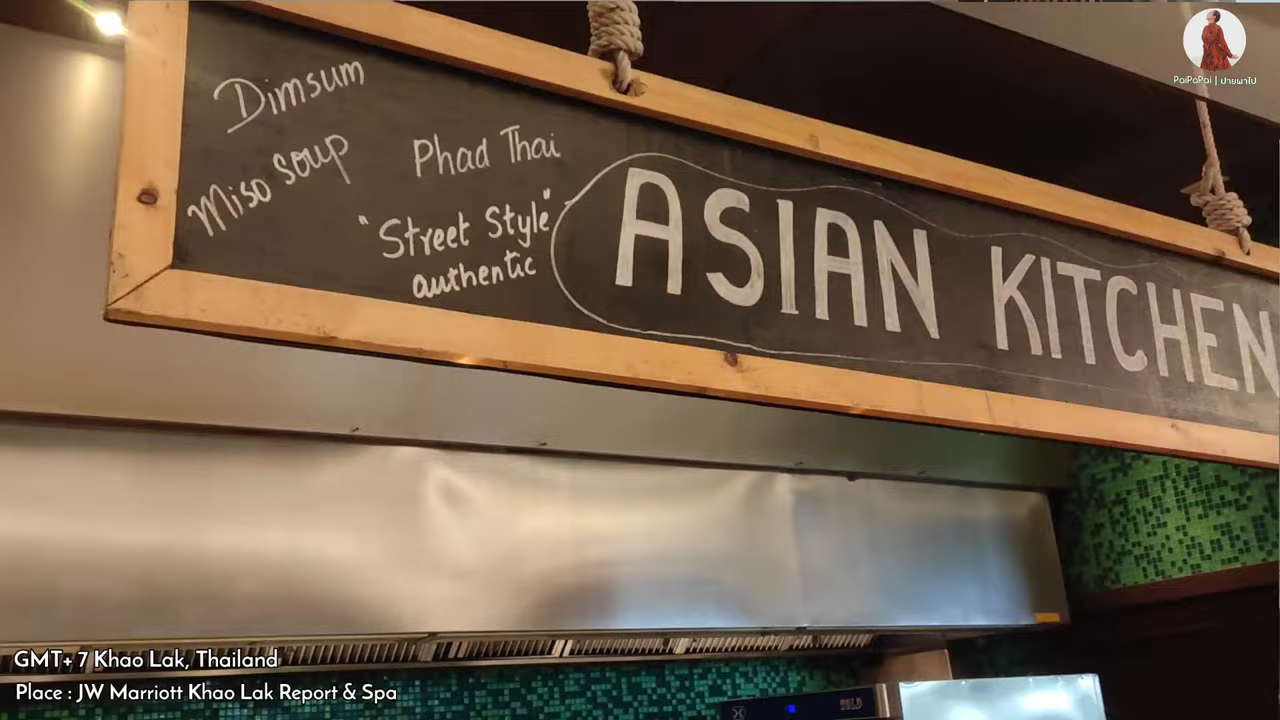 PaiPaPai | ปายพาไป
Dimsum
Miso soup
Phad Thai
"Street Style"
authentic
ASIAN KITCHEN
GMT+ 7 Khao Lak, Thailand
Place : JW Marriott Khao Lak Report & Spa